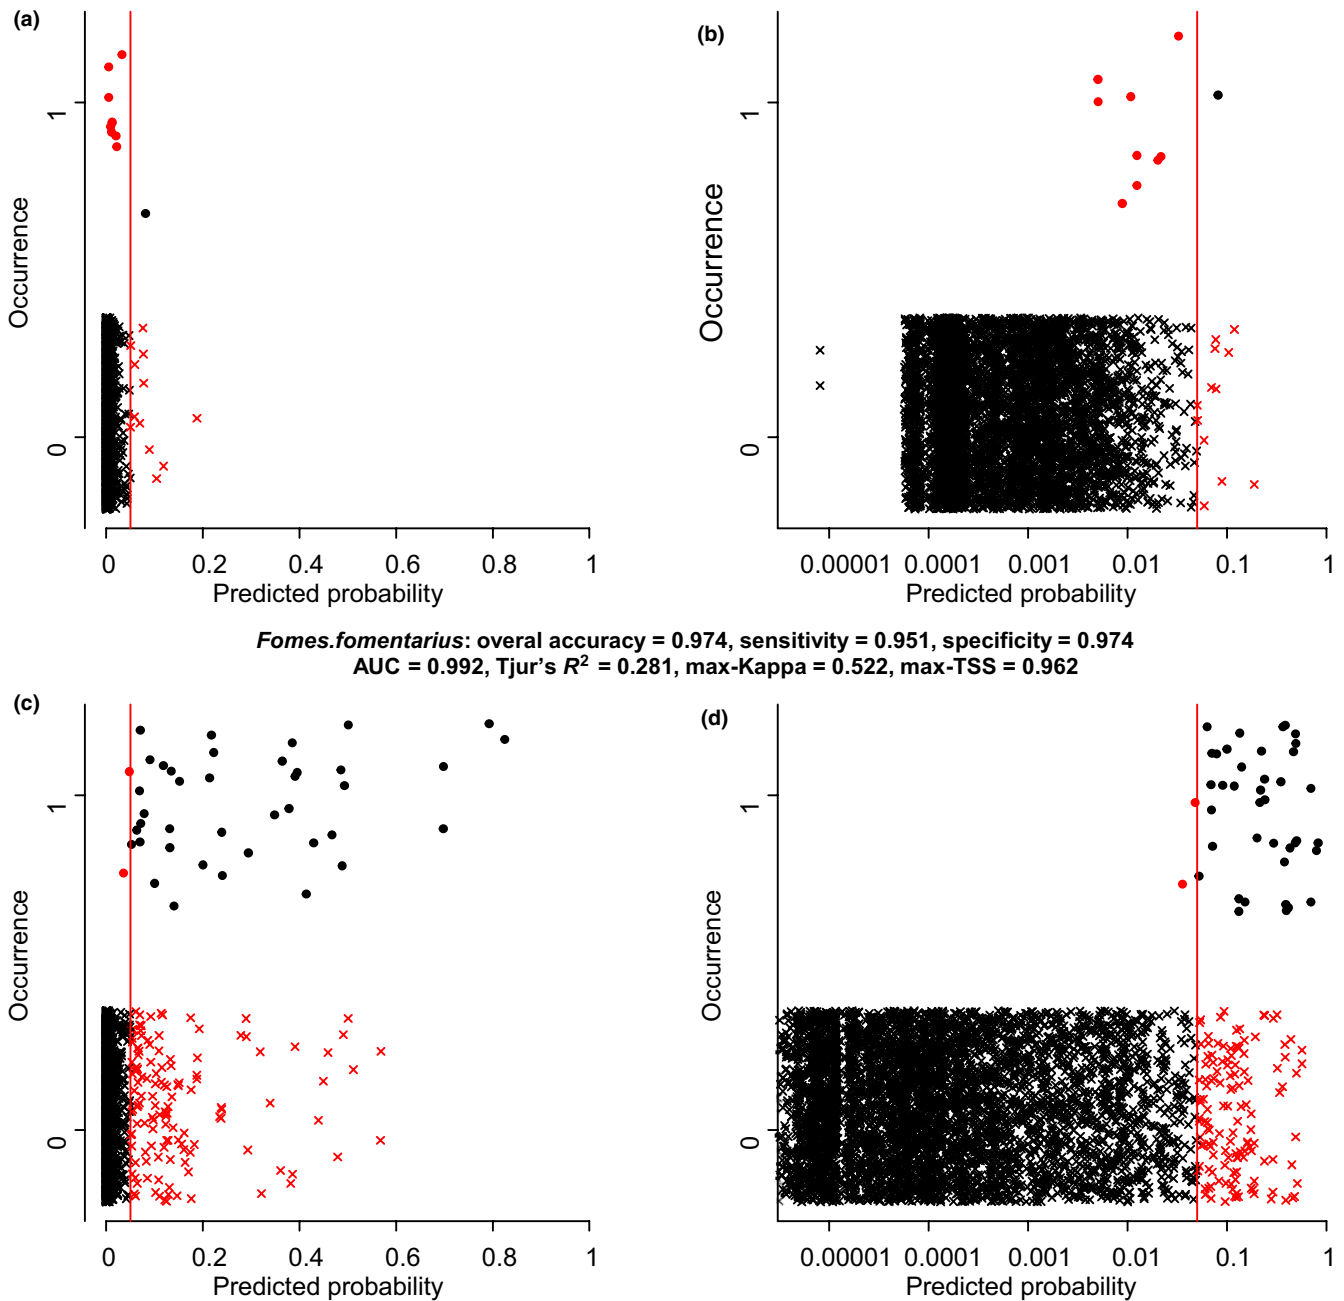 (a)
(b)
1
0
Occurrence
0 0.2 0.4 0.6 0.8 1
Predicted probability
1
0
Occurrence
0.00001 0.0001 0.001 0.01 0.1 1
Predicted probability
Fomes.fomentarius: overal accuracy = 0.974, sensitivity = 0.951, specificity = 0.974
AUC = 0.992, Tjur's R² = 0.281, max-Kappa = 0.522, max-TSS = 0.962
(c)
(d)
1
0
Occurrence
0 0.2 0.4 0.6 0.8 1
Predicted probability
1
0
Occurrence
0.00001 0.0001 0.001 0.01 0.1 1
Predicted probability